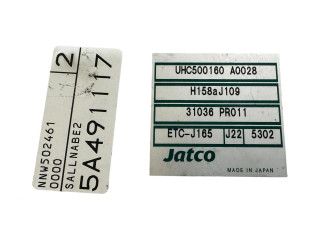 NNW502461
0000
SALLNABE2
2
5A491117
UHC500160 A0028
H158aJ109
31036 PR011
ETC-J165 J22 5302
Jatco
MADE IN JAPAN